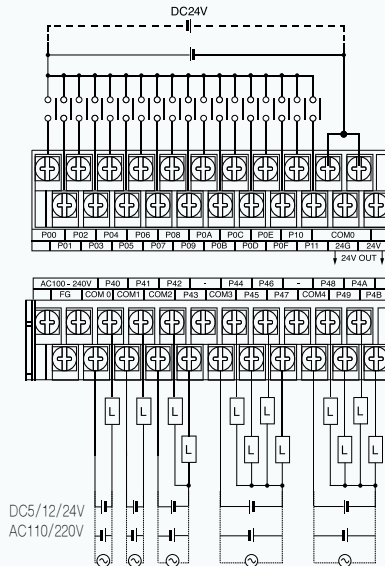 DC24V
P00 P02 P04 P06 P08 P0A P0C P0E P10 COM0
P01 P03 P05 P07 P09 P0B P0D P0F P11 24G 24V
24V OUT
AC100-240V P40 P41 P42 - P44 P46 - P48 P4A
FG COM 0 COM1 COM2 P43 COM3 P45 P47 COM4 P49 P4B
L L L L L
L L L L L L
DC5/12/24V
AC110/220V